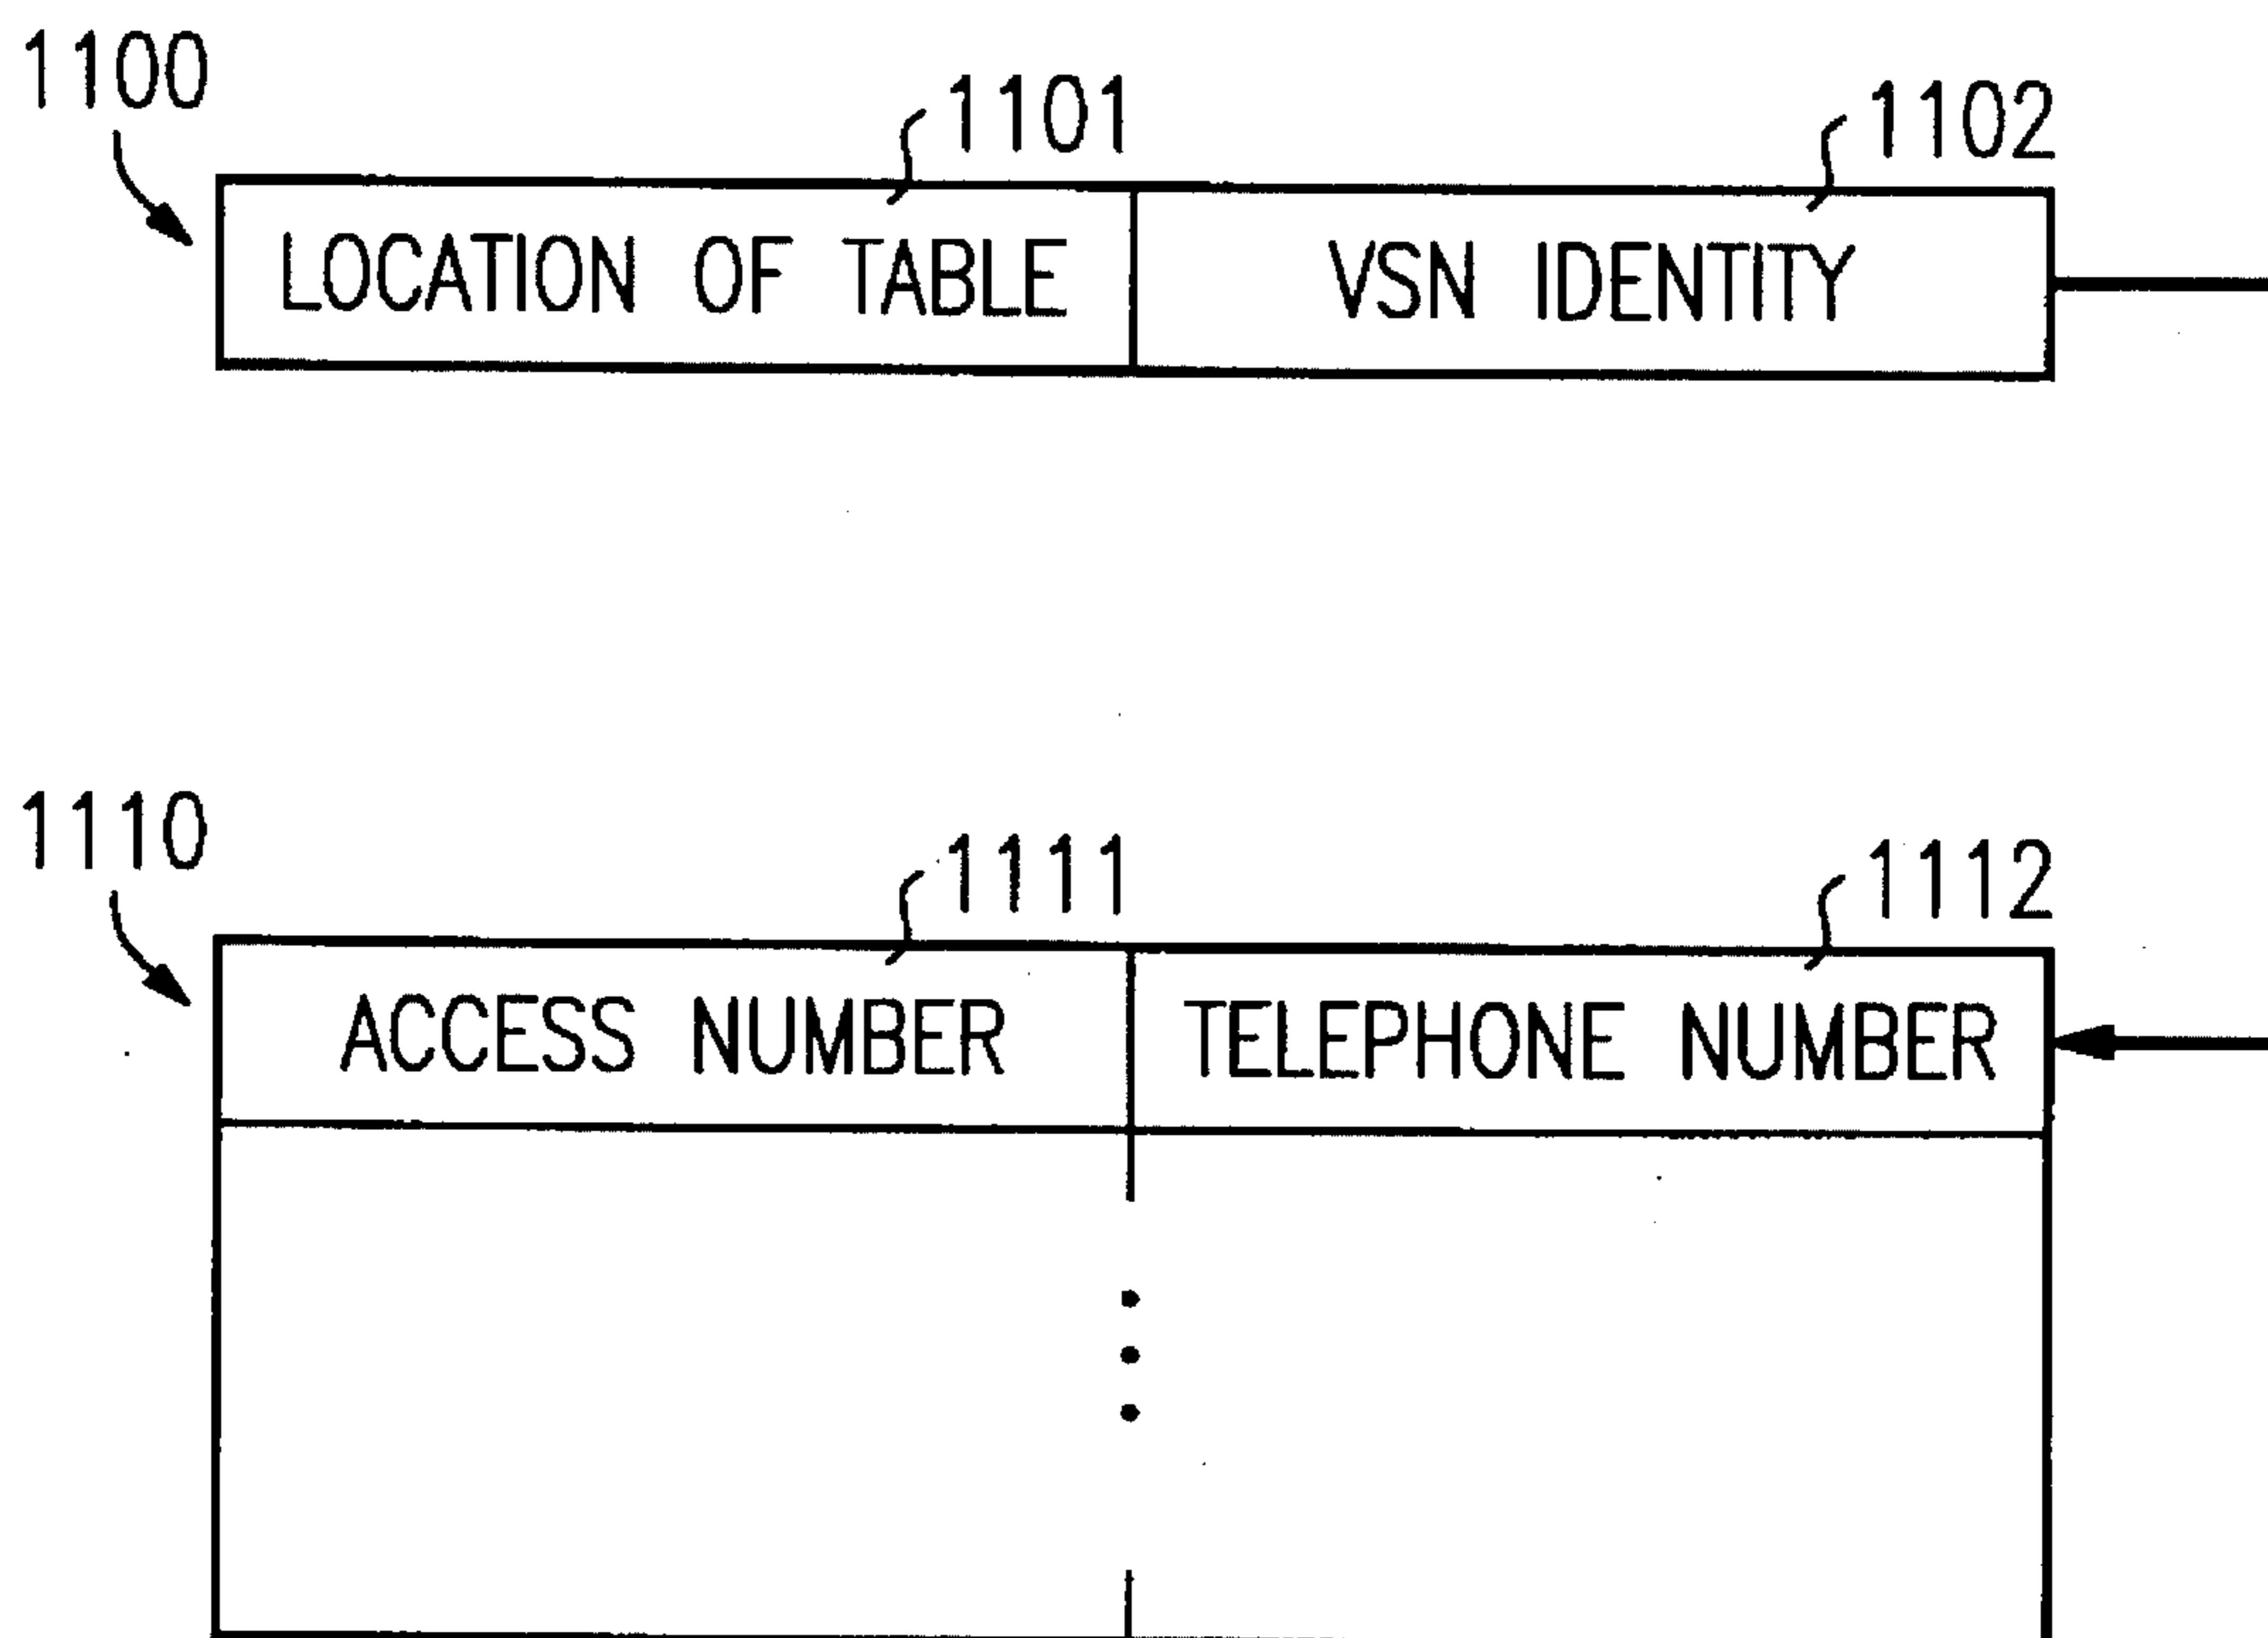 1100
1101 1102
LOCATION OF TABLE VSN IDENTITY
1110
1111 1112
ACCESS NUMBER TELEPHONE NUMBER